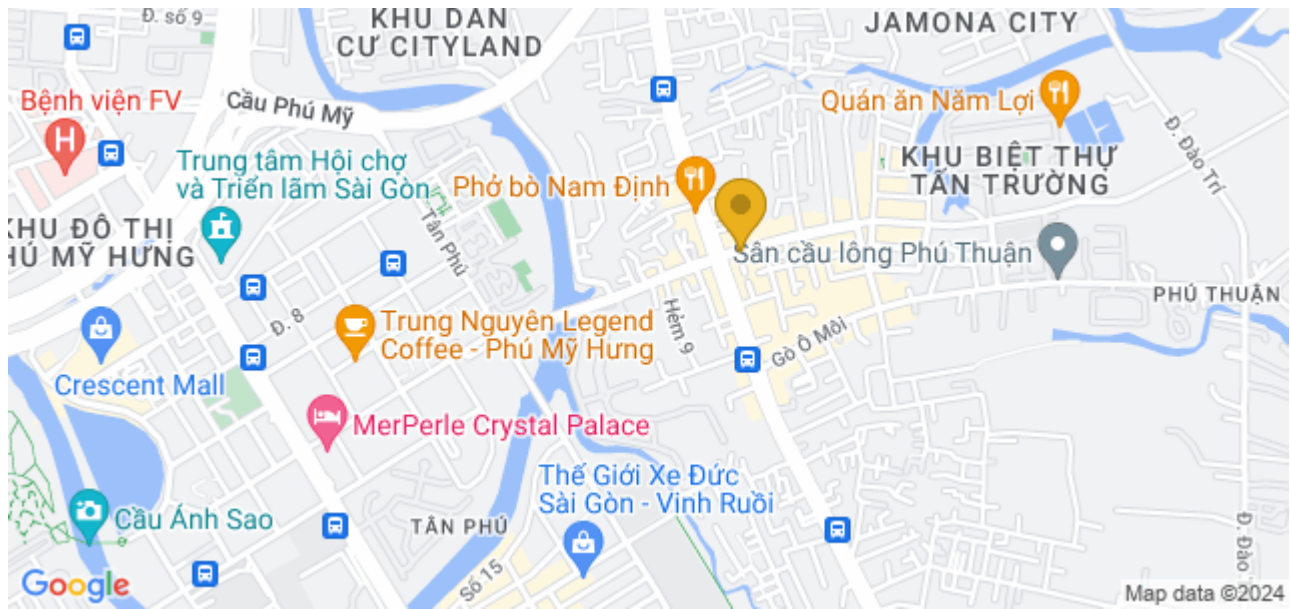 Đ. số 9
KHU DÂN
CƯ CITYLAND
JAMONA CITY
Bệnh viện FV
Cầu Phú Mỹ
Quán ăn Năm Lợi
Đ. Đào Trí
Trung tâm Hội chợ
và Triển lãm Sài Gòn
Phở bò Nam Định
KHU BIỆT THỰ
TẤN TRƯỜNG
KHU ĐÔ THỊ
HÚ MỸ HƯNG
Tân Phú
Sân cầu lông Phú Thuận
PHÚ THUẬN
Đ. 8
Trung Nguyên Legend
Coffee - Phú Mỹ Hưng
Hẻm 9
Gò Ô Môi
Crescent Mall
MerPerle Crystal Palace
Thế Giới Xe Đức
Sài Gòn - Vinh Ruồi
Cầu Ánh Sao
TÂN PHÚ
Số 15
Đ. Đào
Google
Map data ©2024